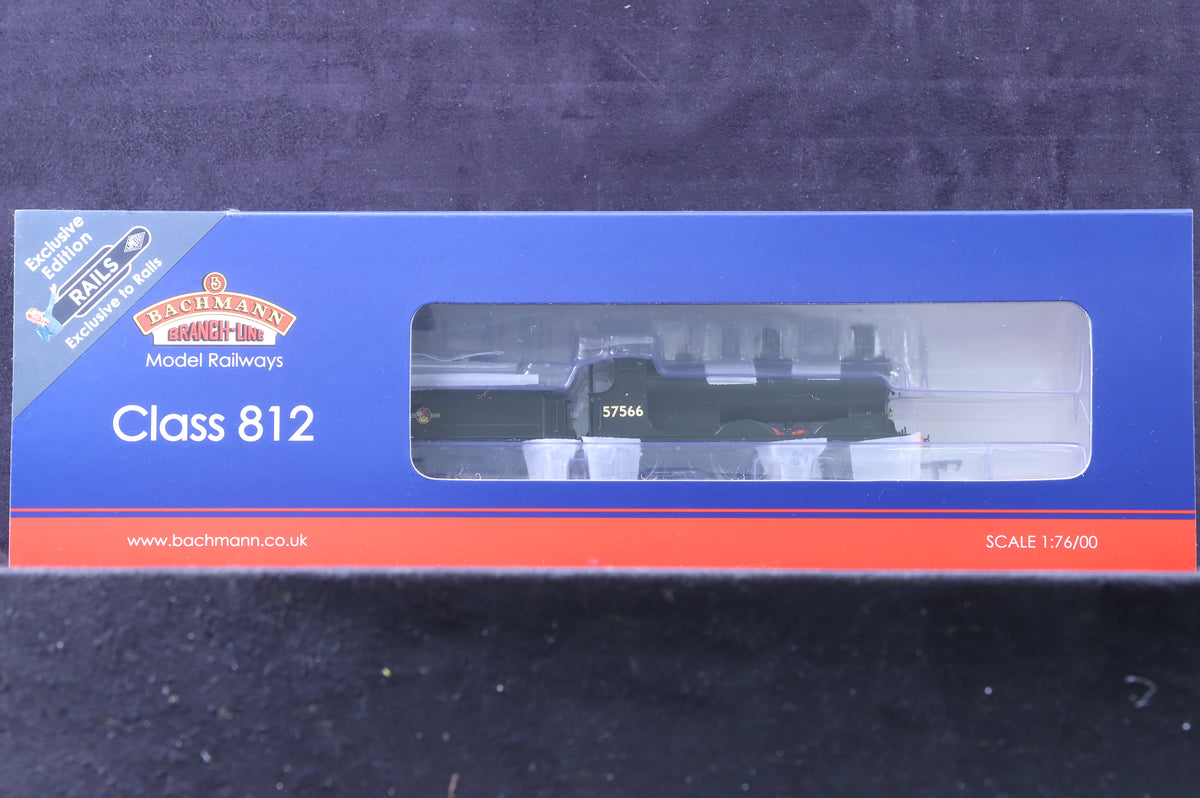 Exclusive
Edition
RAILS
Exclusive to Rails
B
BACHMANN
BRANCH-LINE
Model Railways
Class 812
57566
www.bachmann.co.uk
SCALE 1:76/00